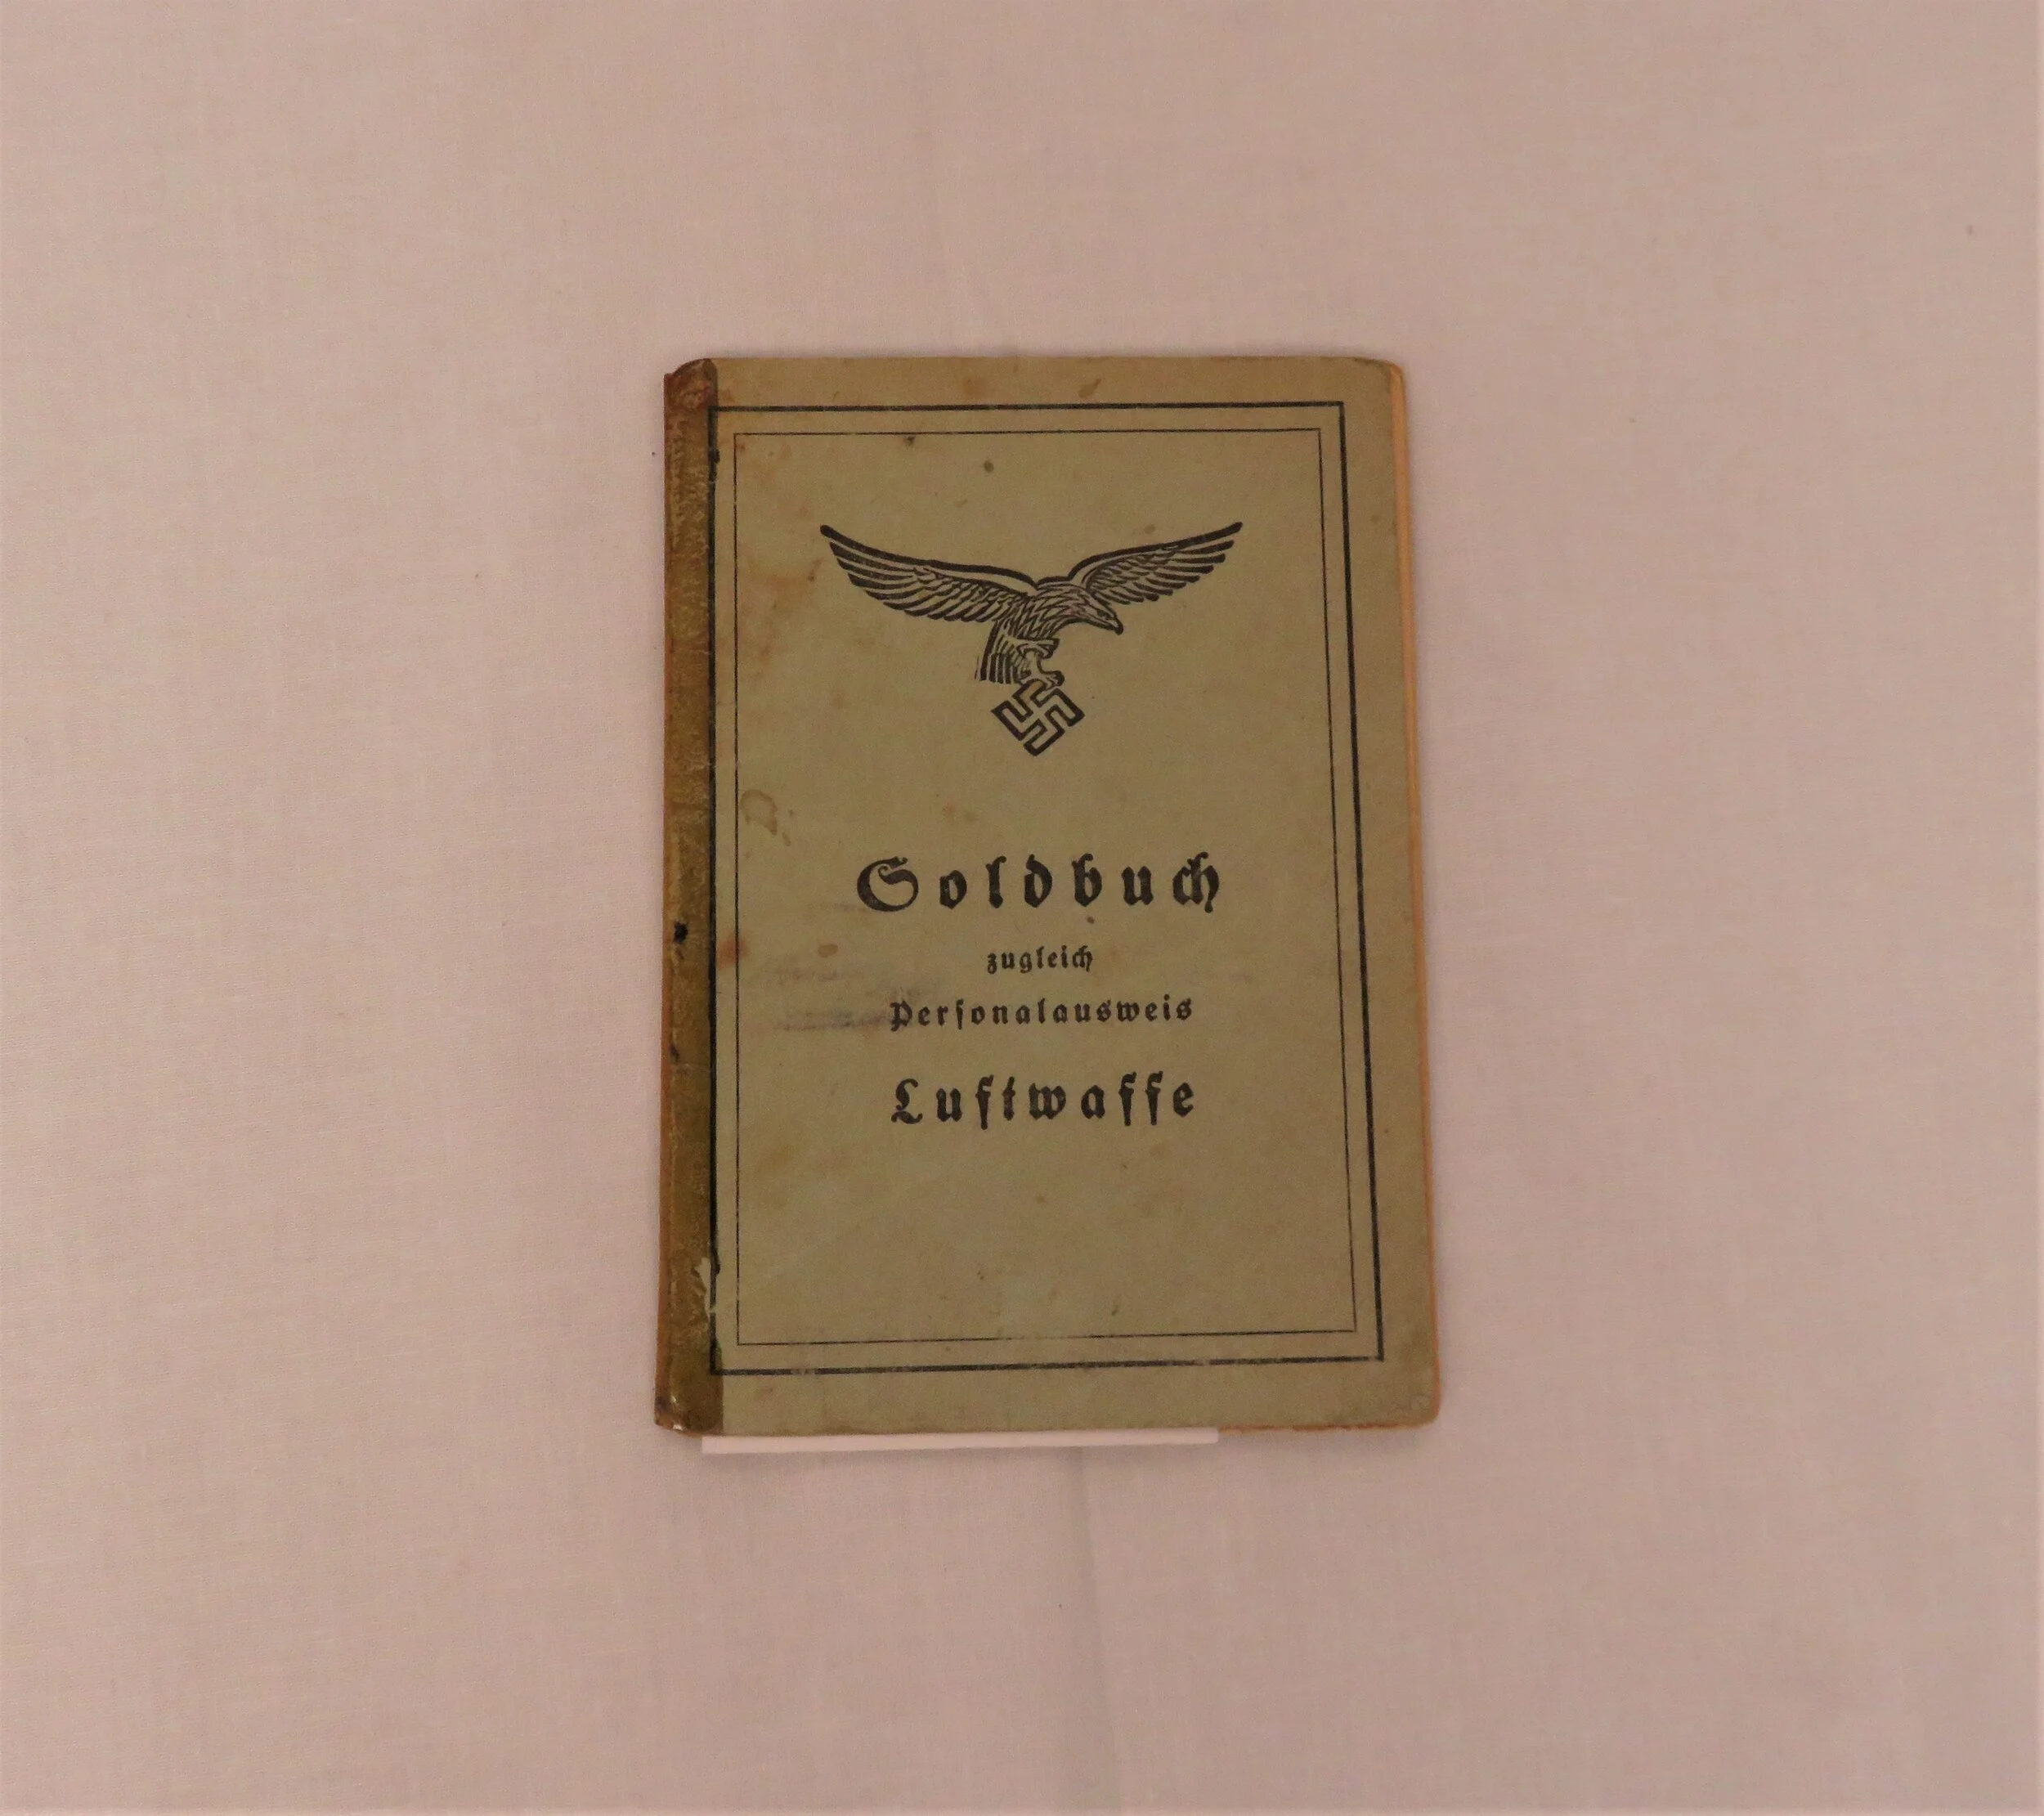 Soldbuch
zugleich
Personalausweis
Luftwaffe